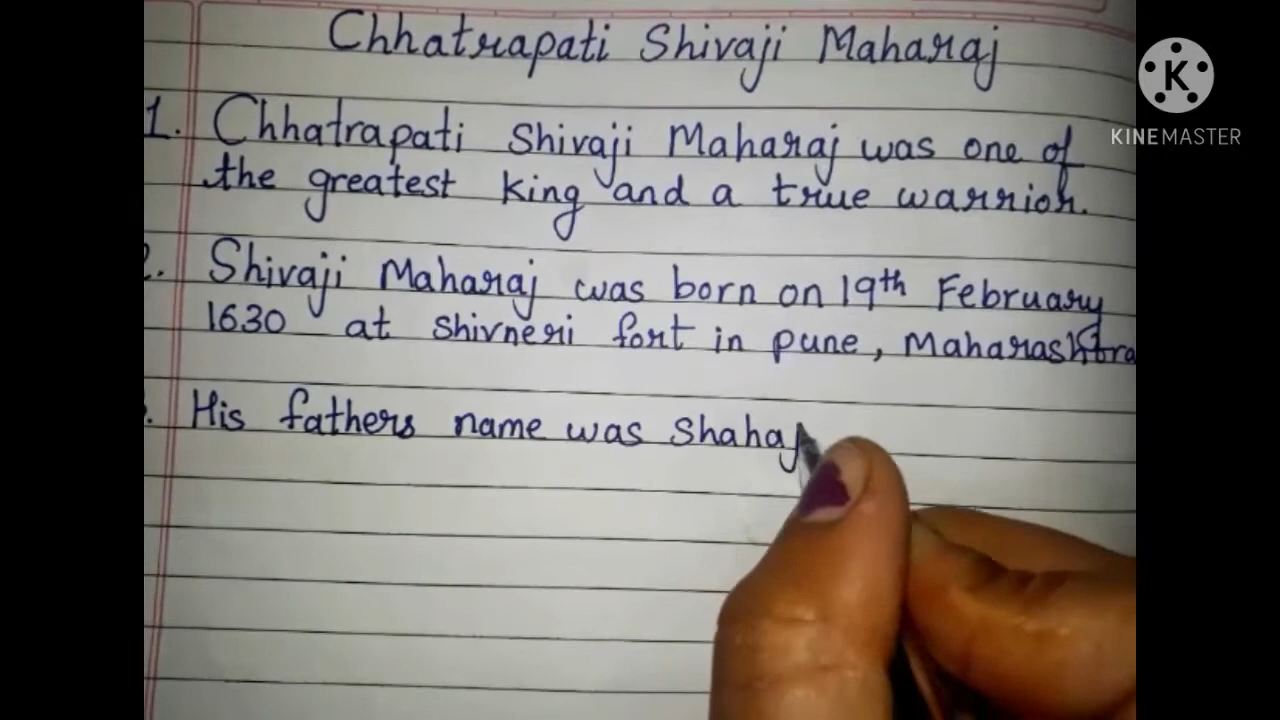 Chhatrapati Shivaji Maharaj
1. Chhatrapati Shivaji Maharaj was one of
the greatest king and a true warrior.
2. Shivaji Maharaj was born on 19th February
1630 at Shivneri fort in pune, Maharashtra
. His fathers name was Shahaj
K
KINEMASTER